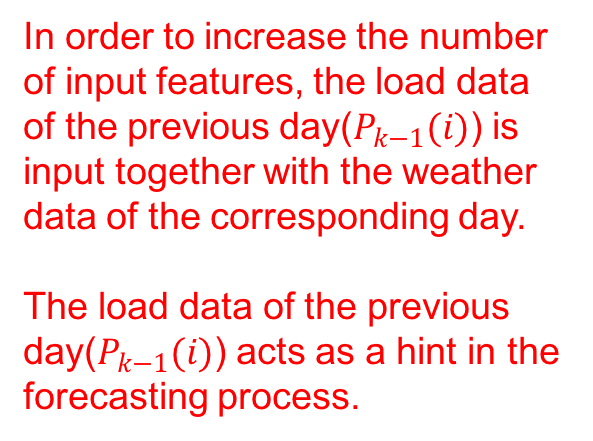 In order to increase the number
of input features, the load data
of the previous day(𝑃𝑘−1(𝑖)) is
input together with the weather
data of the corresponding day.
The load data of the previous
day(𝑃𝑘−1(𝑖)) acts as a hint in the
forecasting process.